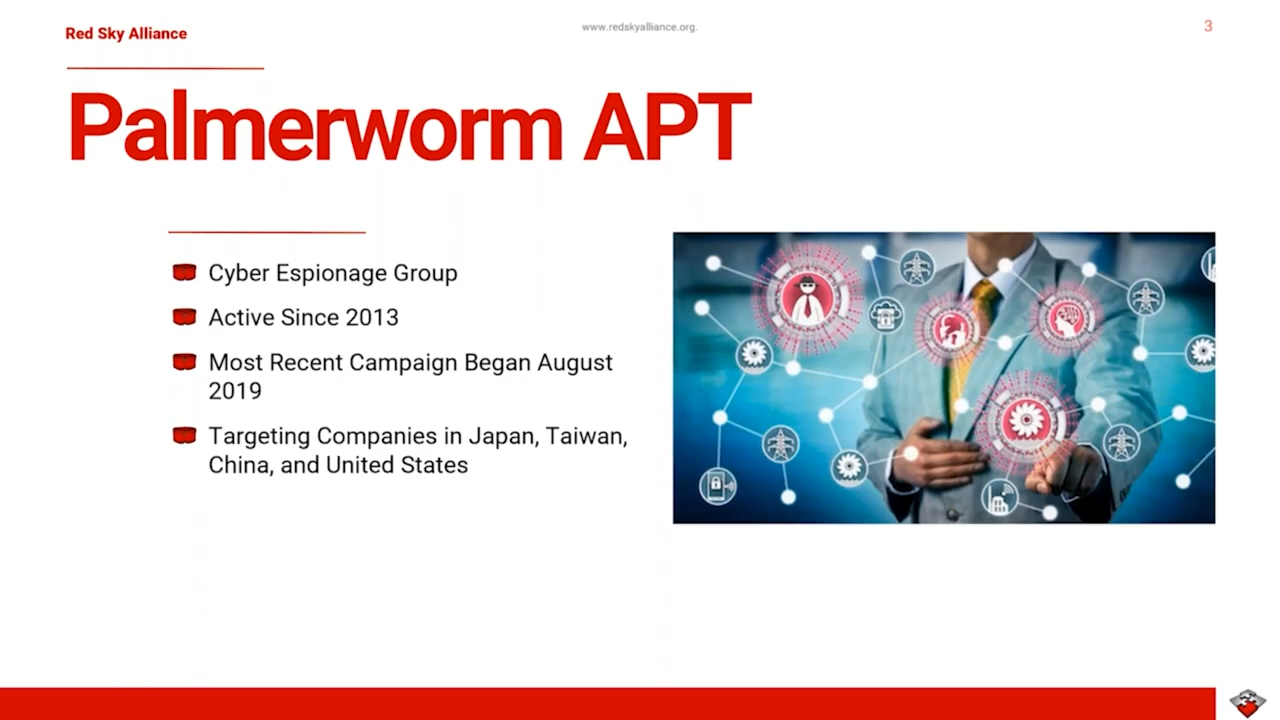 Red Sky Alliance
www.redskyalliance.org.
3
Palmerworm APT
Cyber Espionage Group
Active Since 2013
Most Recent Campaign Began August
2019
Targeting Companies in Japan, Taiwan,
China, and United States